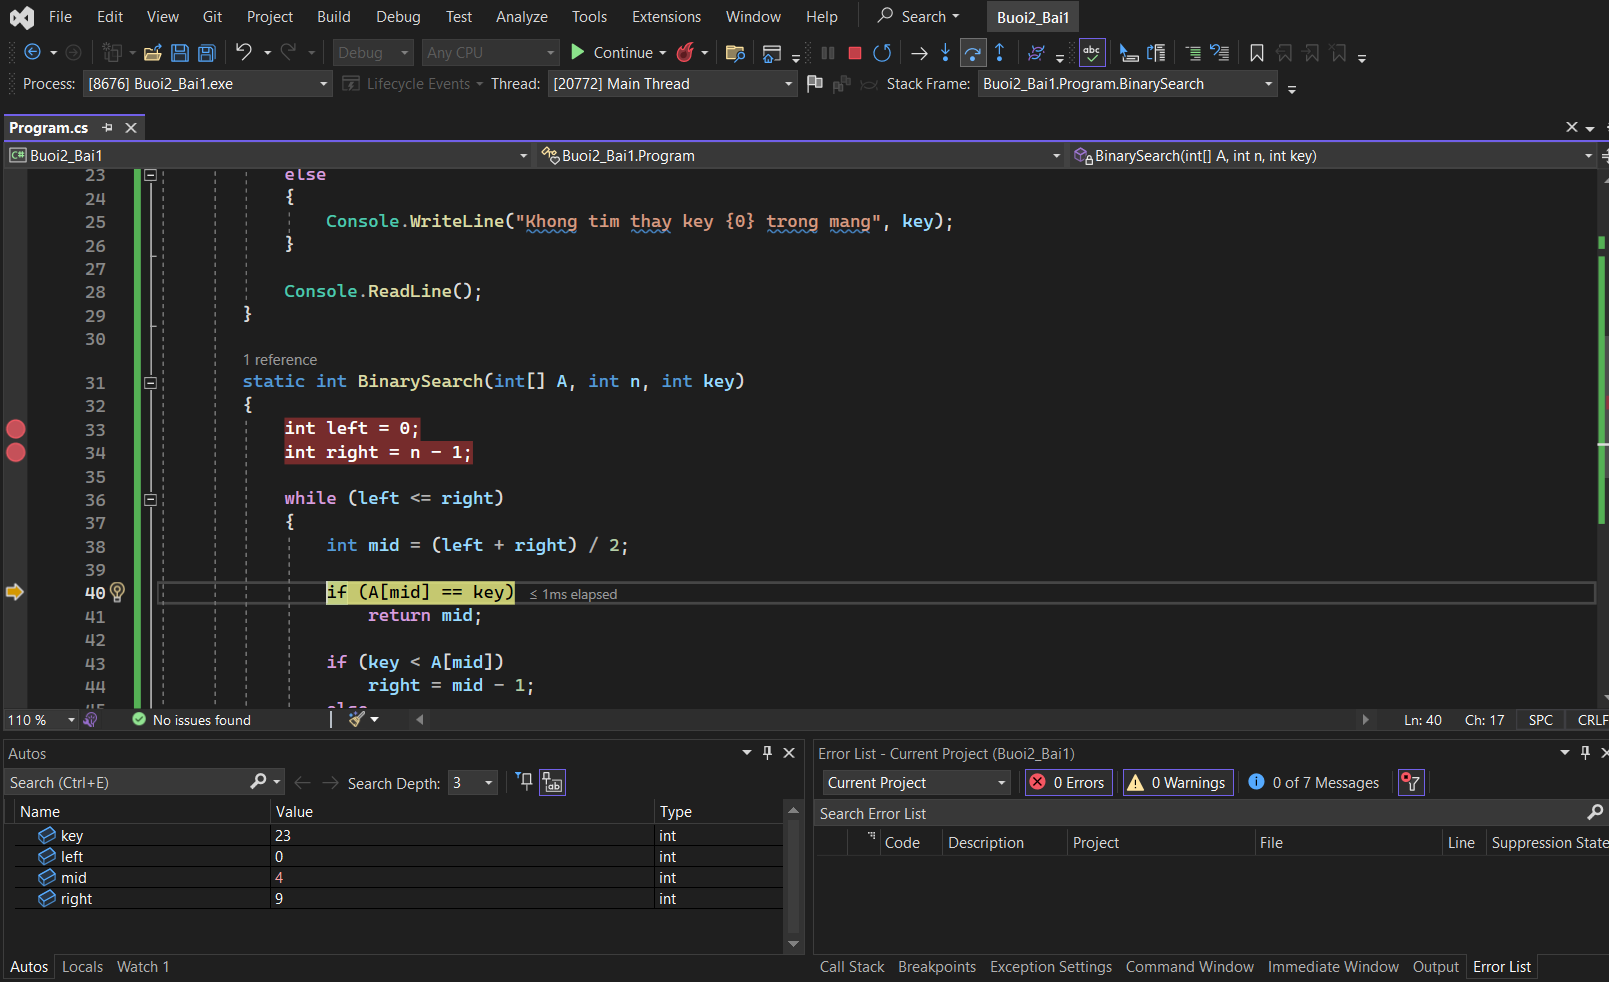 File Edit View Git Project Build Debug Test Analyze Tools Extensions Window Help Search Buoi2_Bai1
Debug Any CPU Continue abc
Process: [8676] Buoi2_Bai1.exe Lifecycle Events Thread: [20772] Main Thread Stack Frame: Buoi2_Bai1.Program.BinarySearch
Program.cs
C# Buoi2_Bai1 Buoi2_Bai1.Program BinarySearch(int[] A, int n, int key)
23 else
24 {
25 Console.WriteLine("Khong tim thay key {0} trong mang", key);
26 }
27
28 Console.ReadLine();
29 }
30
1 reference
31 static int BinarySearch(int[] A, int n, int key)
32 {
33 int left = 0;
34 int right = n - 1;
35
36 while (left <= right)
37 {
38 int mid = (left + right) / 2;
39
40 if (A[mid] == key) ≤ 1ms elapsed
41 return mid;
42
43 if (key < A[mid])
44 right = mid - 1;
45 else
110 % No issues found Ln: 40 Ch: 17 SPC CRLF
Autos
Search (Ctrl+E) Search Depth: 3
Name Value Type
key 23 int
left 0 int
mid 4 int
right 9 int
Autos Locals Watch 1
Error List - Current Project (Buoi2_Bai1)
Current Project 0 Errors 0 Warnings 0 of 7 Messages
Search Error List
Code Description Project File Line Suppression State
Call Stack Breakpoints Exception Settings Command Window Immediate Window Output Error List